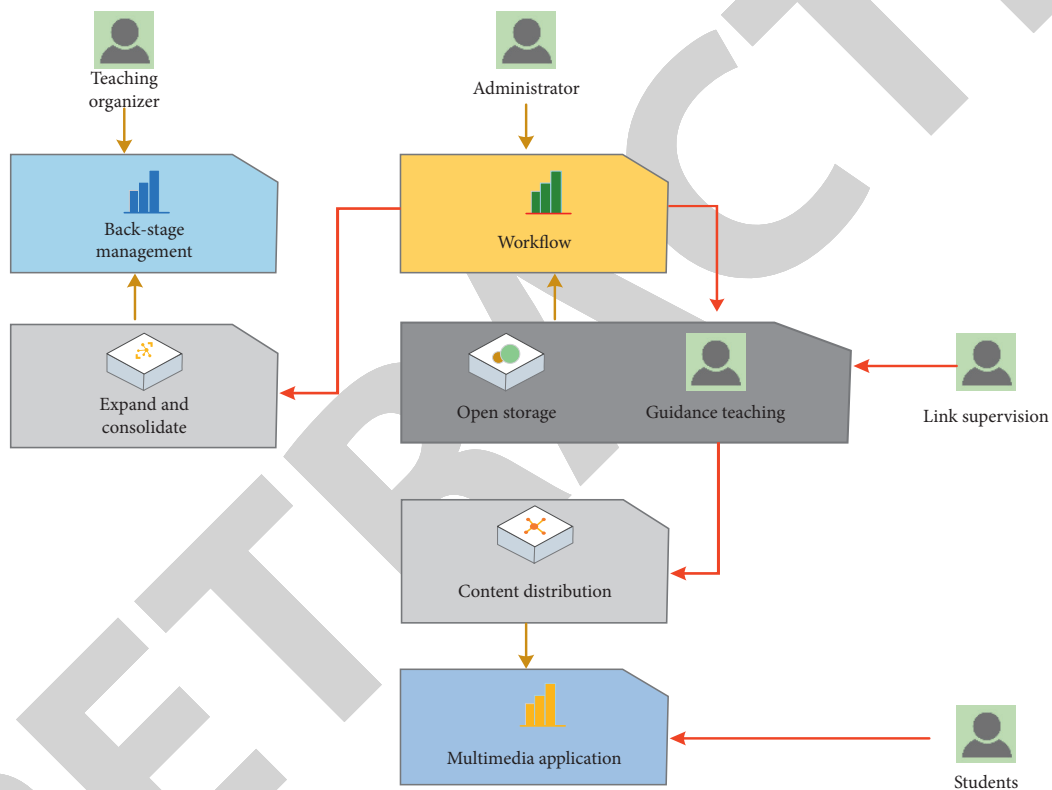 Teaching
organizer
Administrator
Back-stage
management
Workflow
Expand and
consolidate
Open storage
Guidance teaching
Link supervision
Content distribution
Multimedia application
Students
RETRACTE